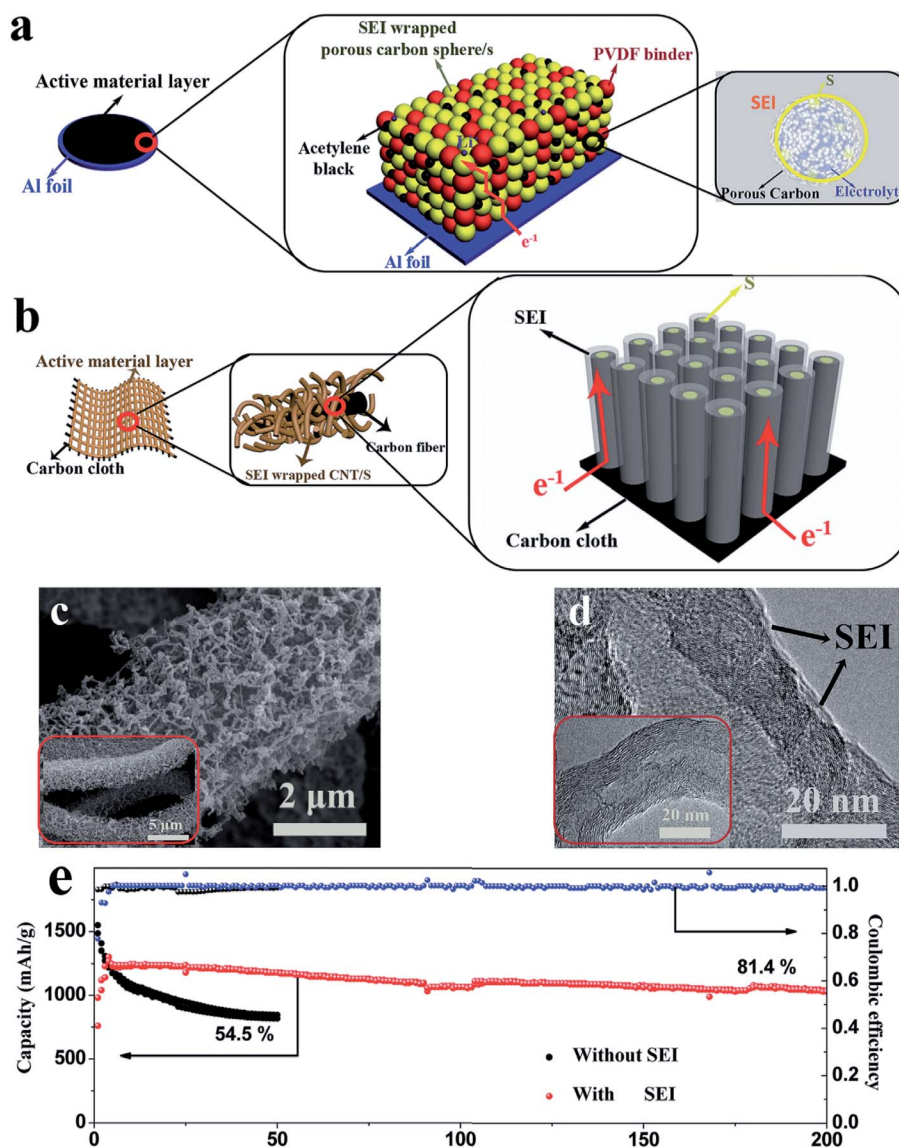 a
SEI wrapped
porous carbon sphere/s
PVDF binder
Active material layer
S
SEI
Acetylene
black
Li
Al foil
Porous Carbon
Electrolyt
e⁻¹
Al foil
b
S
SEI
Active material layer
Carbon fiber
Carbon cloth
SEI wrapped CNT/S
e⁻¹
e⁻¹
Carbon cloth
c
2 μm
5 μm
d
SEI
20 nm
20 nm
e
Capacity (mAh/g)
1500
1000
500
0
1.0
0.8
0.6
0.4
0.2
0.0
Coulombic efficiency
81.4 %
54.5 %
Without SEI
With SEI
0 50 100 150 200